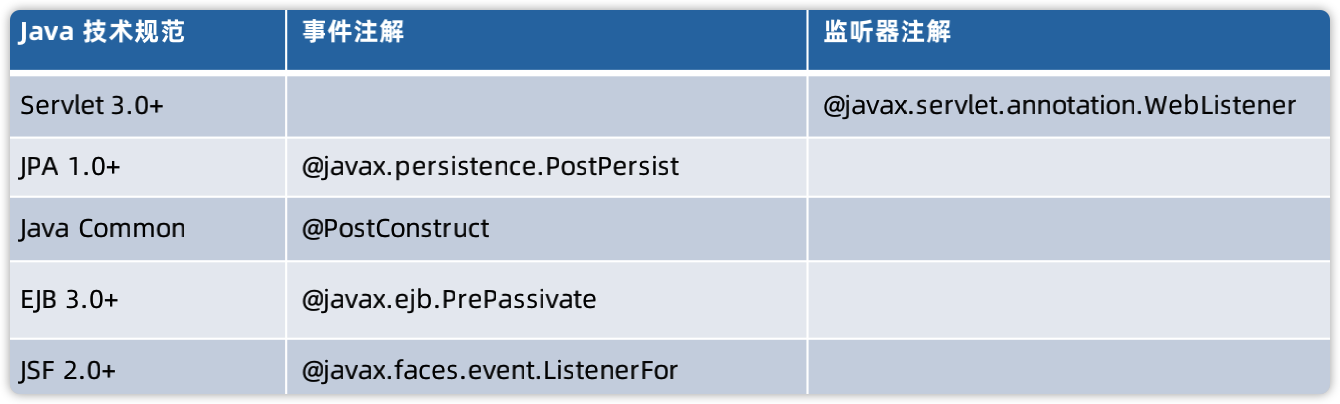 Java 技术规范 事件注解 监听器注解
Servlet 3.0+ @javax.servlet.annotation.WebListener
JPA 1.0+ @javax.persistence.PostPersist
Java Common @PostConstruct
EJB 3.0+ @javax.ejb.PrePassivate
JSF 2.0+ @javax.faces.event.ListenerFor